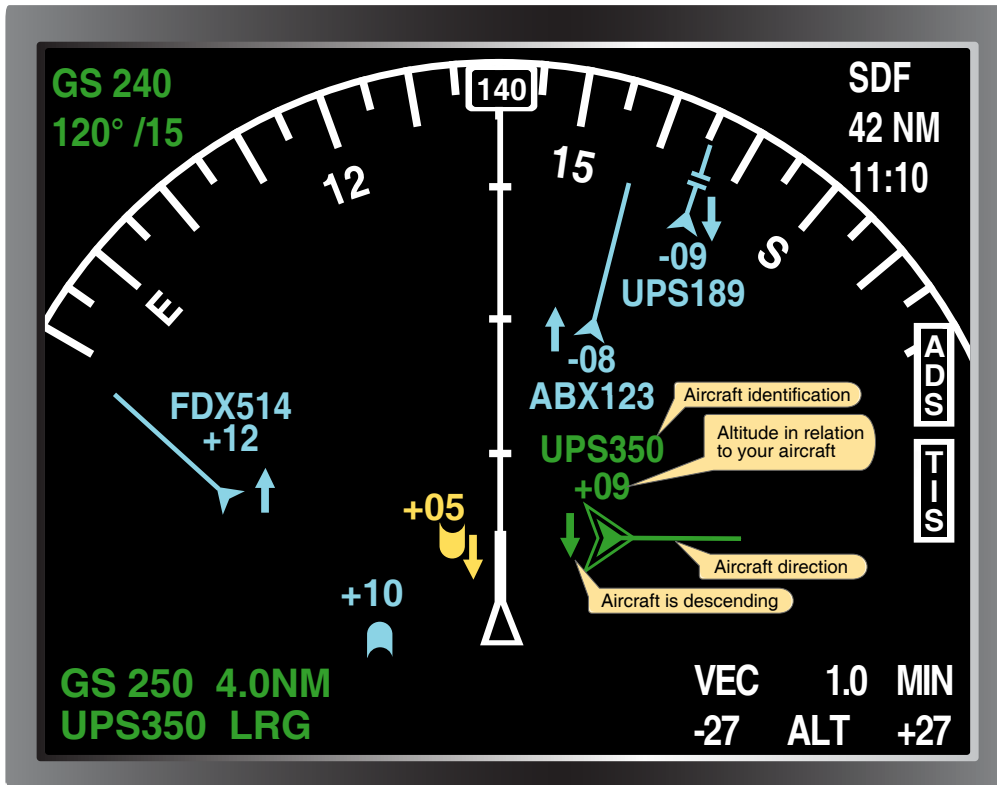 GS 240
120° /15
140
SDF
42 NM
11:10
E
12
15
S
-09
UPS189
-08
ABX123
FDX514
+12
UPS350
+09
+05
+10
Aircraft identification
Altitude in relation
to your aircraft
Aircraft direction
Aircraft is descending
ADS
TIS
GS 250 4.0NM
UPS350 LRG
VEC 1.0 MIN
-27 ALT +27